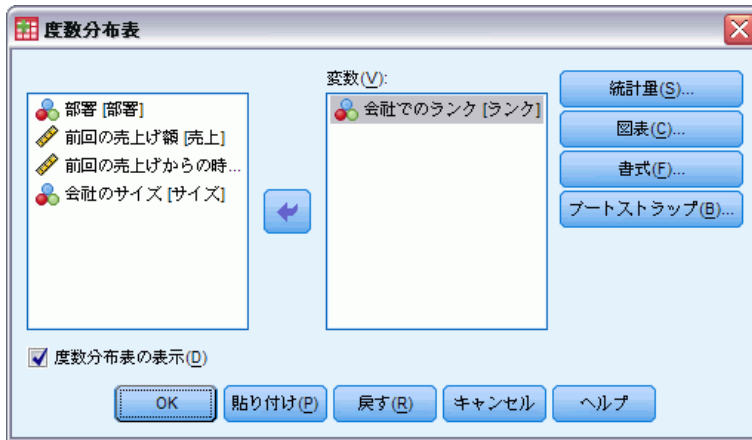 度数分布表
変数(V):
部署 [部署]
前回の売上げ額 [売上]
前回の売上げからの時...
会社のサイズ [サイズ]
会社でのランク [ランク]
統計量(S)...
図表(C)...
書式(F)...
ブートストラップ(B)...
度数分布表の表示(D)
OK
貼り付け(P)
戻す(R)
キャンセル
ヘルプ